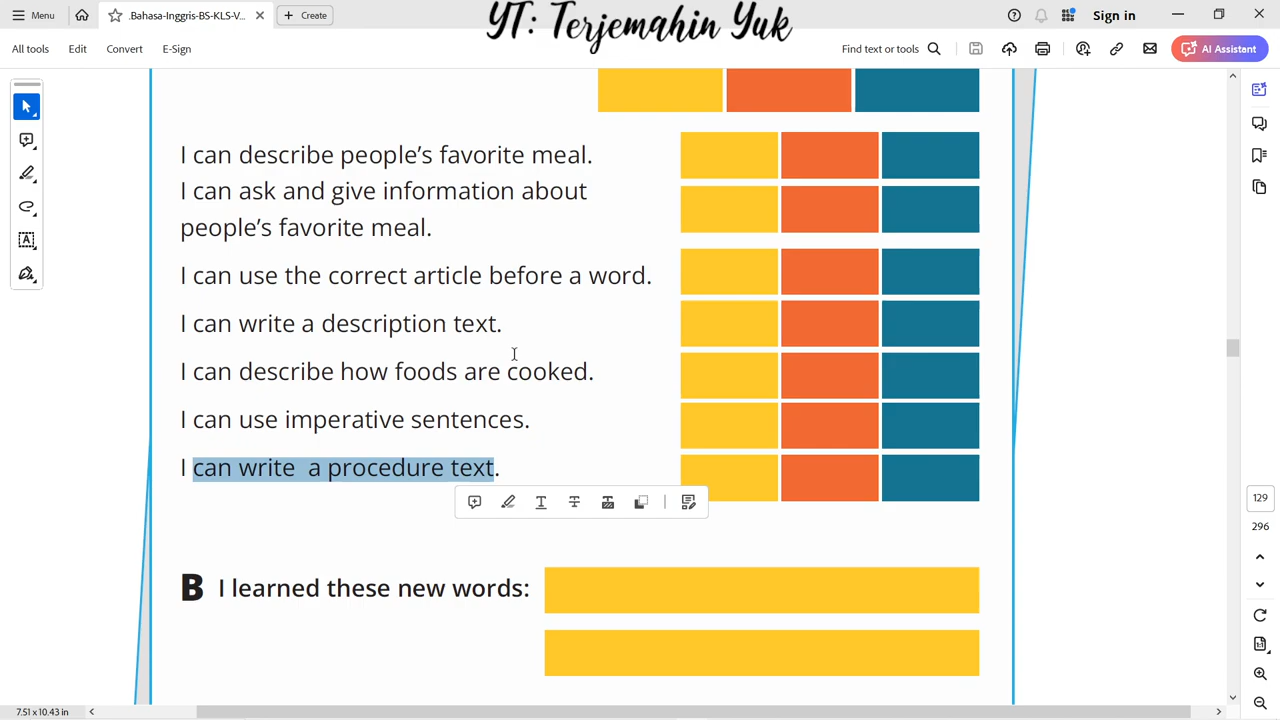 Menu
.Bahasa-Inggris-BS-KLS-V...
Create
YT: Terjemahin Yuk
Sign in
All tools
Edit
Convert
E-Sign
Find text or tools
AI Assistant
I can describe people’s favorite meal.
I can ask and give information about
people’s favorite meal.
I can use the correct article before a word.
I can write a description text.
I can describe how foods are cooked.
I can use imperative sentences.
I can write a procedure text.
B I learned these new words:
129
296
7.51 x 10.43 in